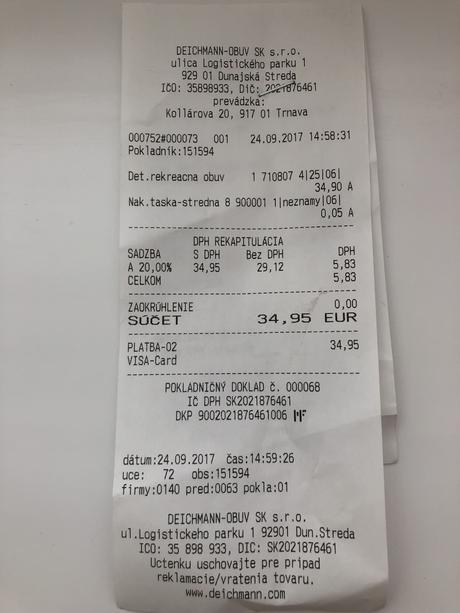 DEICHMANN-OBUV SK s.r.o.
ulica Logistického parku 1
929 01 Dunajská Streda
IČO: 35898933, DIČ: 2021876461
prevádzka:
Kollárova 20, 917 01 Trnava
000752#000073 001 24.09.2017 14:58:31
Pokladník:151594
Det.rekreacna obuv 1 710807 4|25|06|
34,90 A
Nak.taska-stredna 8 900001 1|neznamy|06|
0,05 A
DPH REKAPITULÁCIA
SADZBA S DPH Bez DPH DPH
A 20,00% 34,95 29,12 5,83
CELKOM 5,83
ZAOKRÚHLENIE 0,00
SÚČET 34,95 EUR
PLATBA-02 34,95
VISA-Card
POKLADNIČNÝ DOKLAD č. 000068
IČ DPH SK2021876461
DKP 9002021876461006 MF
dátum:24.09.2017 čas:14:59:26
uce: 72 obs:151594
firmy:0140 pred:0063 pokla:01
DEICHMANN-OBUV SK s.r.o.
ul.Logistickeho parku 1 92901 Dun.Streda
ICO: 35 898 933, DIC: SK2021876461
Uctenku uschovajte pre pripad
reklamacie/vratenia tovaru.
www.deichmann.com